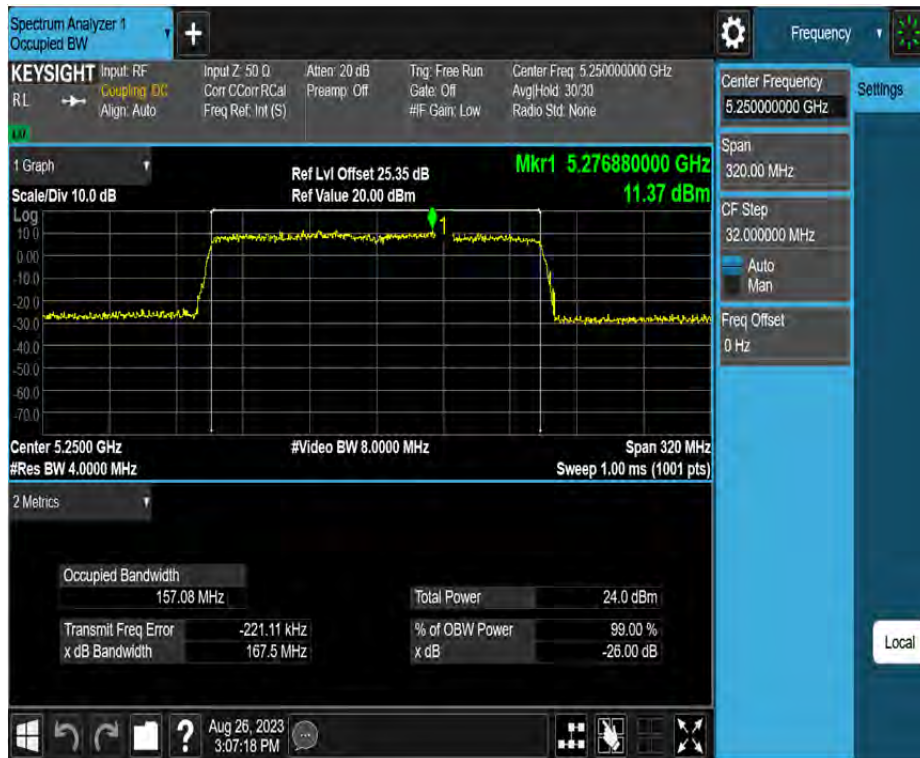 Spectrum Analyzer 1
Occupied BW
+
Frequency
KEYSIGHT
RL
Input: RF
Coupling: DC
Align: Auto
Input Z: 50 Ω
Corr CCorr RCal
Freq Ref: Int (S)
Atten: 20 dB
Preamp: Off
Trig: Free Run
Gate: Off
#IF Gain: Low
Center Freq: 5.250000000 GHz
Avg|Hold: 30/30
Radio Std: None
Center Frequency
5.250000000 GHz
Settings
Span
320.00 MHz
CF Step
32.000000 MHz
Auto
Man
Freq Offset
0 Hz
1 Graph
Scale/Div 10.0 dB
Ref Lvl Offset 25.35 dB
Ref Value 20.00 dBm
Mkr1 5.276880000 GHz
11.37 dBm
Log
10.0
0.00
-10.0
-20.0
-30.0
-40.0
-50.0
-60.0
-70.0
1
Center 5.2500 GHz
#Video BW 8.0000 MHz
Span 320 MHz
#Res BW 4.0000 MHz
Sweep 1.00 ms (1001 pts)
2 Metrics
Occupied Bandwidth
157.08 MHz
Total Power 24.0 dBm
Transmit Freq Error -221.11 kHz
% of OBW Power 99.00 %
x dB Bandwidth 167.5 MHz
x dB -26.00 dB
Local
?
Aug 26, 2023
3:07:18 PM